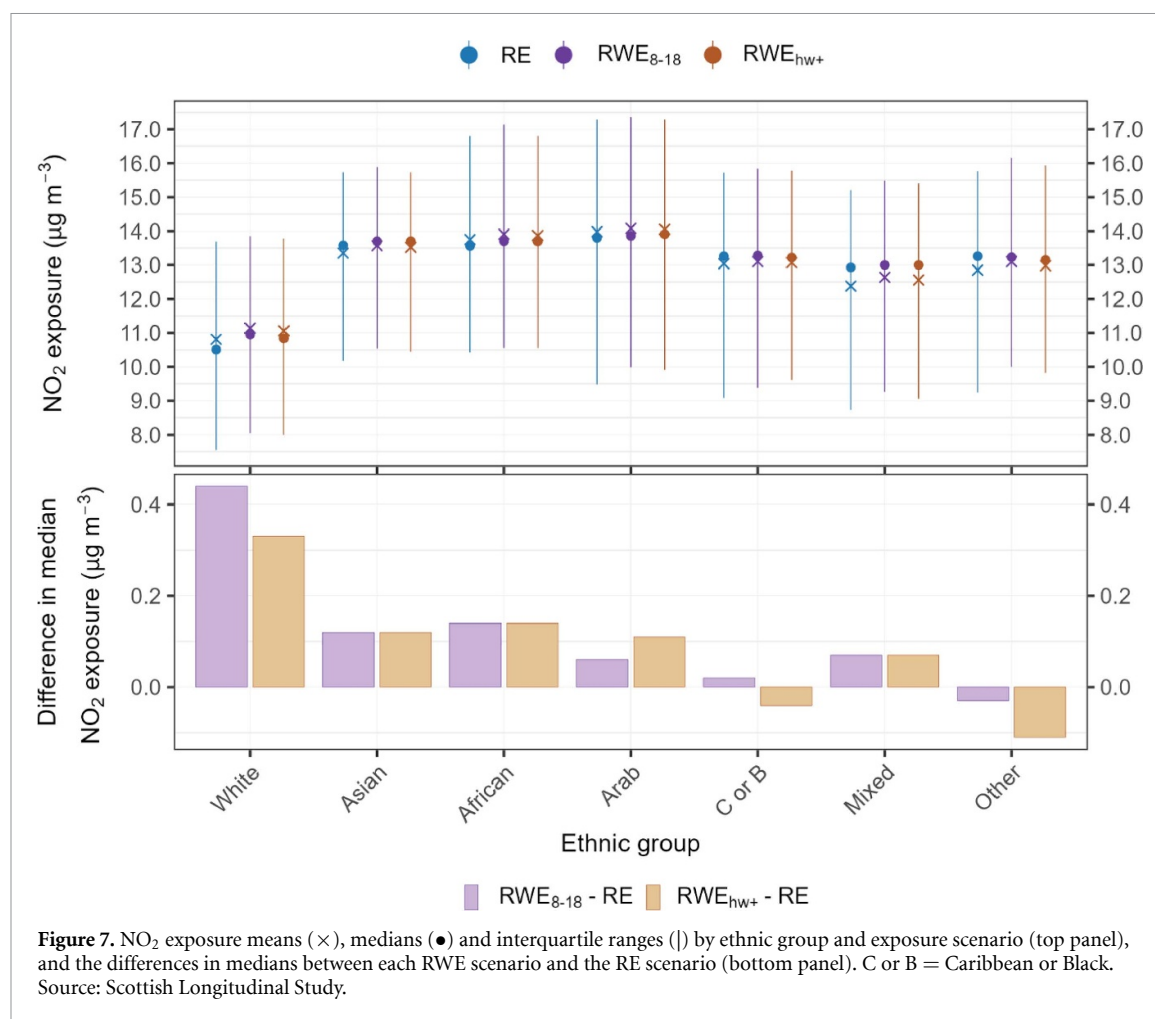 RE RWE8-18 RWEhw+
NO2 exposure (µg m−3)
17.0 17.0
16.0 16.0
15.0 15.0
14.0 14.0
13.0 13.0
12.0 12.0
11.0 11.0
10.0 10.0
9.0 9.0
8.0 8.0
Difference in median
NO2 exposure (µg m−3)
0.4 0.4
0.2 0.2
0.0 0.0
White Asian African Arab C or B Mixed Other
Ethnic group
RWE8-18 - RE RWEhw+ - RE
Figure 7. NO2 exposure means (×), medians (●) and interquartile ranges (|) by ethnic group and exposure scenario (top panel),
and the differences in medians between each RWE scenario and the RE scenario (bottom panel). C or B = Caribbean or Black.
Source: Scottish Longitudinal Study.